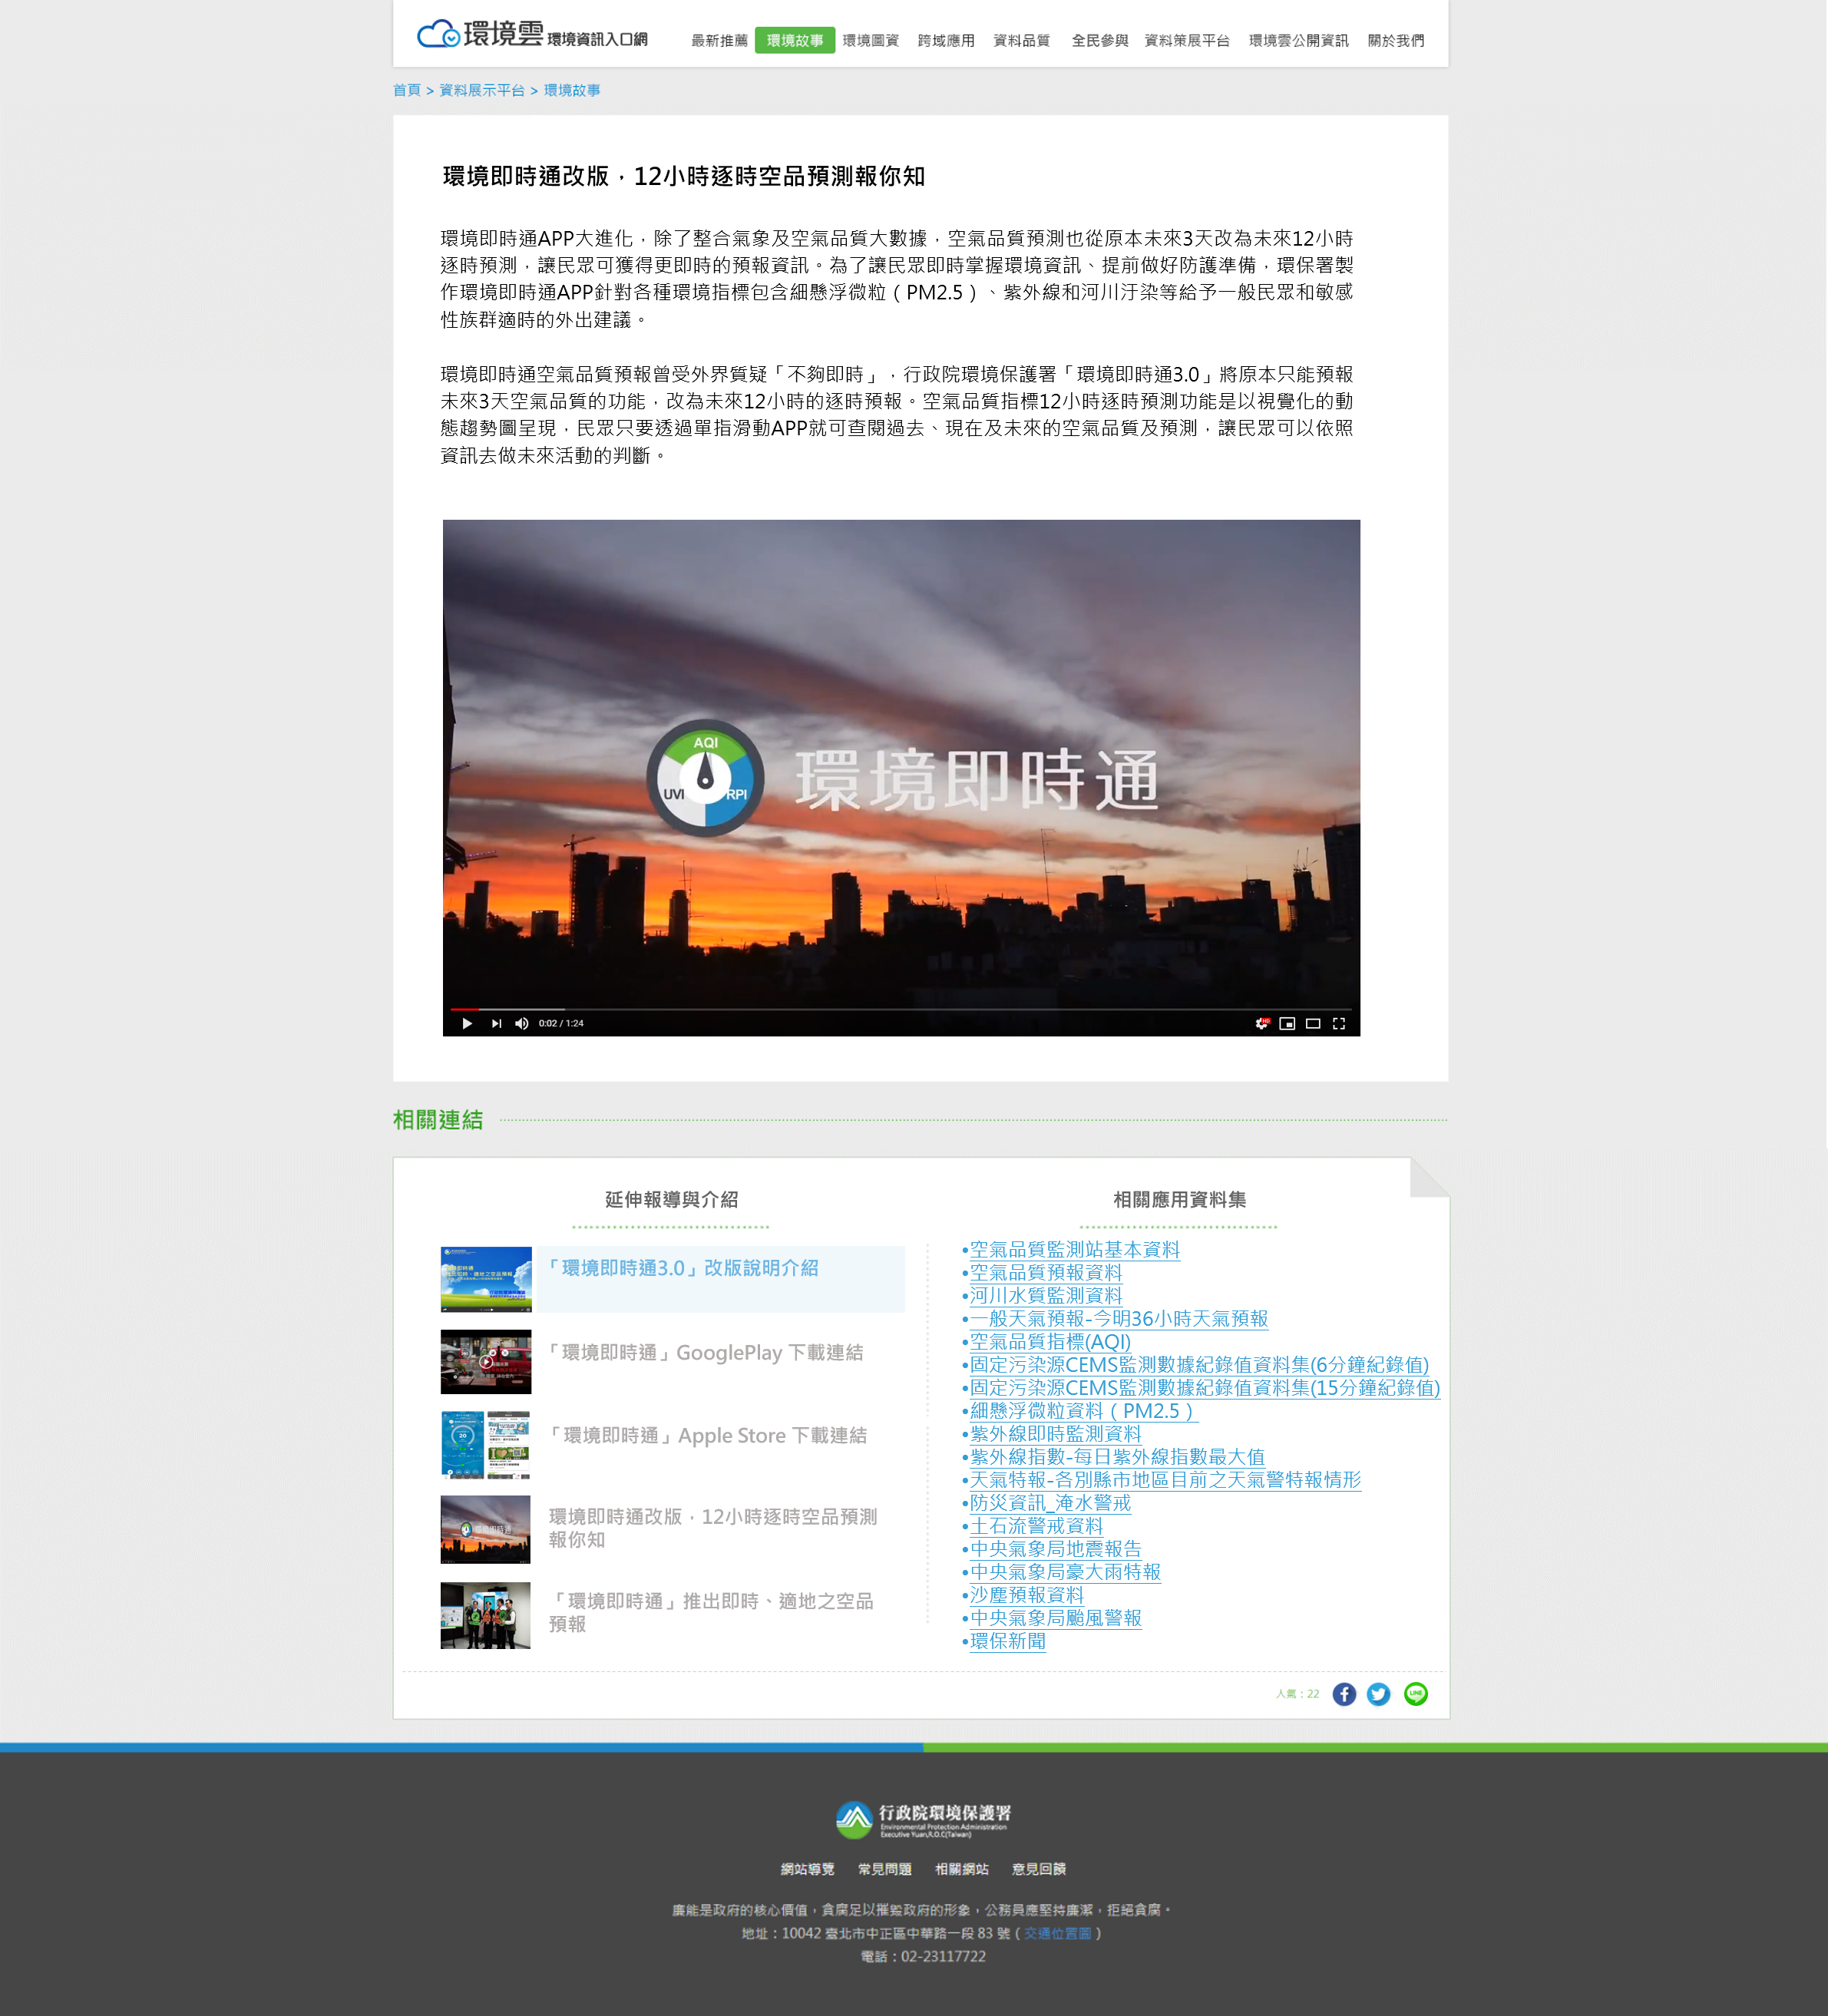 環境雲 環境資訊入口網
最新推薦 環境故事 環境圖資 跨域應用 資料品質 全民參與 資料策展平台 環境雲公開資訊 關於我們
首頁 > 資料展示平台 > 環境故事
環境即時通改版，12小時逐時空品預測報你知
環境即時通APP大進化，除了整合氣象及空氣品質大數據，空氣品質預測也從原本未來3天改為未來12小時
逐時預測，讓民眾可獲得更即時的預報資訊。為了讓民眾即時掌握環境資訊、提前做好防護準備，環保署製
作環境即時通APP針對各種環境指標包含細懸浮微粒（PM2.5）、紫外線和河川汙染等給予一般民眾和敏感
性族群適時的外出建議。
環境即時通空氣品質預報曾受外界質疑「不夠即時」，行政院環境保護署「環境即時通3.0」將原本只能預報
未來3天空氣品質的功能，改為未來12小時的逐時預報。空氣品質指標12小時逐時預測功能是以視覺化的動
態趨勢圖呈現，民眾只要透過單指滑動APP就可查閱過去、現在及未來的空氣品質及預測，讓民眾可以依照
資訊去做未來活動的判斷。
AQI
UVI RPI
環境即時通
0:02 / 1:24
HD
相關連結
延伸報導與介紹
「環境即時通3.0」改版說明介紹
「環境即時通」GooglePlay 下載連結
「環境即時通」Apple Store 下載連結
環境即時通改版，12小時逐時空品預測
報你知
「環境即時通」推出即時、適地之空品
預報
相關應用資料集
•空氣品質監測站基本資料
•空氣品質預報資料
•河川水質監測資料
•一般天氣預報-今明36小時天氣預報
•空氣品質指標(AQI)
•固定污染源CEMS監測數據紀錄值資料集(6分鐘紀錄值)
•固定污染源CEMS監測數據紀錄值資料集(15分鐘紀錄值)
•細懸浮微粒資料（PM2.5）
•紫外線即時監測資料
•紫外線指數-每日紫外線指數最大值
•天氣特報-各別縣市地區目前之天氣警特報情形
•防災資訊_淹水警戒
•土石流警戒資料
•中央氣象局地震報告
•中央氣象局豪大雨特報
•沙塵預報資料
•中央氣象局颱風警報
•環保新聞
人氣：22
LINE
行政院環境保護署
Environmental Protection Administration
Executive Yuan,R.O.C(Taiwan)
網站導覽 常見問題 相關網站 意見回饋
廉能是政府的核心價值，貪腐足以摧毀政府的形象，公務員應堅持廉潔，拒絕貪腐。
地址：10042 臺北市中正區中華路一段 83 號（交通位置圖）
電話：02-23117722